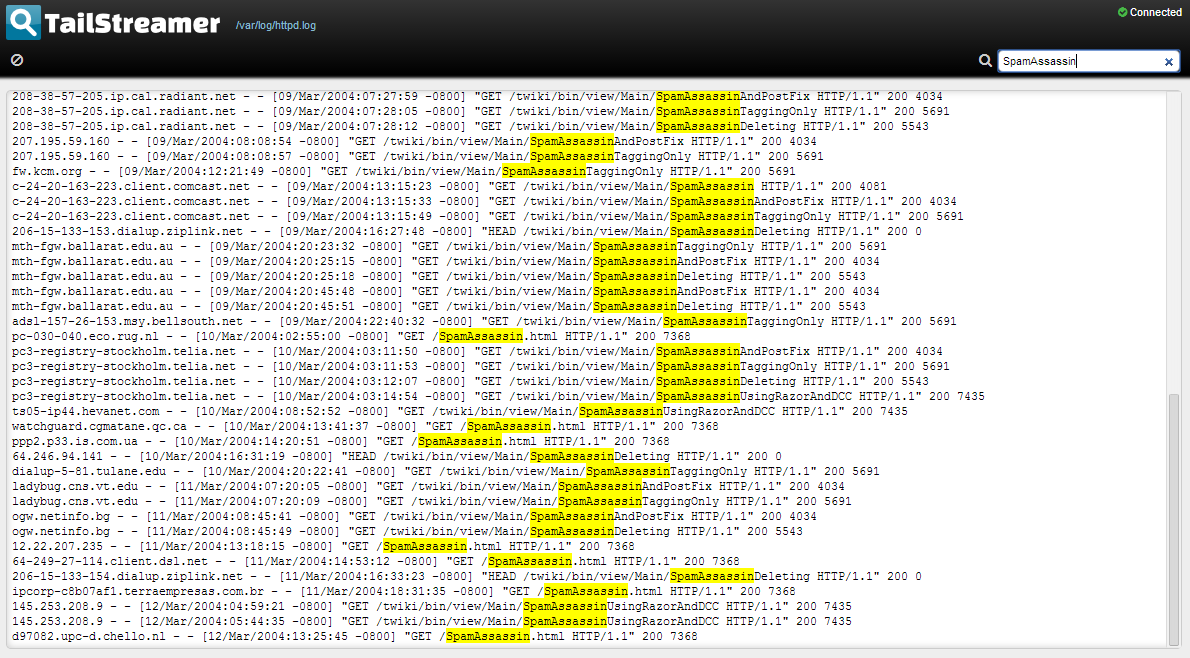 TailStreamer /var/log/httpd.log
Connected
SpamAssassin
208-38-57-205.ip.cal.radiant.net - - [09/Mar/2004:07:27:59 -0800] "GET /twiki/bin/view/Main/SpamAssassinAndPostFix HTTP/1.1" 200 4034
208-38-57-205.ip.cal.radiant.net - - [09/Mar/2004:07:28:05 -0800] "GET /twiki/bin/view/Main/SpamAssassinTaggingOnly HTTP/1.1" 200 5691
208-38-57-205.ip.cal.radiant.net - - [09/Mar/2004:07:28:12 -0800] "GET /twiki/bin/view/Main/SpamAssassinDeleting HTTP/1.1" 200 5543
207.195.59.160 - - [09/Mar/2004:08:08:54 -0800] "GET /twiki/bin/view/Main/SpamAssassinAndPostFix HTTP/1.1" 200 4034
207.195.59.160 - - [09/Mar/2004:08:08:57 -0800] "GET /twiki/bin/view/Main/SpamAssassinTaggingOnly HTTP/1.1" 200 5691
fw.kcm.org - - [09/Mar/2004:12:21:49 -0800] "GET /twiki/bin/view/Main/SpamAssassinTaggingOnly HTTP/1.1" 200 5691
c-24-20-163-223.client.comcast.net - - [09/Mar/2004:13:15:23 -0800] "GET /twiki/bin/view/Main/SpamAssassin HTTP/1.1" 200 4081
c-24-20-163-223.client.comcast.net - - [09/Mar/2004:13:15:33 -0800] "GET /twiki/bin/view/Main/SpamAssassinAndPostFix HTTP/1.1" 200 4034
c-24-20-163-223.client.comcast.net - - [09/Mar/2004:13:15:49 -0800] "GET /twiki/bin/view/Main/SpamAssassinTaggingOnly HTTP/1.1" 200 5691
206-15-133-153.dialup.ziplink.net - - [09/Mar/2004:16:27:48 -0800] "HEAD /twiki/bin/view/Main/SpamAssassinDeleting HTTP/1.1" 200 0
mth-fgw.ballarat.edu.au - - [09/Mar/2004:20:23:32 -0800] "GET /twiki/bin/view/Main/SpamAssassinTaggingOnly HTTP/1.1" 200 5691
mth-fgw.ballarat.edu.au - - [09/Mar/2004:20:25:15 -0800] "GET /twiki/bin/view/Main/SpamAssassinAndPostFix HTTP/1.1" 200 4034
mth-fgw.ballarat.edu.au - - [09/Mar/2004:20:25:18 -0800] "GET /twiki/bin/view/Main/SpamAssassinDeleting HTTP/1.1" 200 5543
mth-fgw.ballarat.edu.au - - [09/Mar/2004:20:45:48 -0800] "GET /twiki/bin/view/Main/SpamAssassinAndPostFix HTTP/1.1" 200 4034
mth-fgw.ballarat.edu.au - - [09/Mar/2004:20:45:51 -0800] "GET /twiki/bin/view/Main/SpamAssassinDeleting HTTP/1.1" 200 5543
adsl-157-26-153.msy.bellsouth.net - - [09/Mar/2004:22:40:32 -0800] "GET /twiki/bin/view/Main/SpamAssassinTaggingOnly HTTP/1.1" 200 5691
pc-030-040.eco.rug.nl - - [10/Mar/2004:02:55:00 -0800] "GET /SpamAssassin.html HTTP/1.1" 200 7368
pc3-registry-stockholm.telia.net - - [10/Mar/2004:03:11:50 -0800] "GET /twiki/bin/view/Main/SpamAssassinAndPostFix HTTP/1.1" 200 4034
pc3-registry-stockholm.telia.net - - [10/Mar/2004:03:11:53 -0800] "GET /twiki/bin/view/Main/SpamAssassinTaggingOnly HTTP/1.1" 200 5691
pc3-registry-stockholm.telia.net - - [10/Mar/2004:03:12:07 -0800] "GET /twiki/bin/view/Main/SpamAssassinDeleting HTTP/1.1" 200 5543
pc3-registry-stockholm.telia.net - - [10/Mar/2004:03:14:54 -0800] "GET /twiki/bin/view/Main/SpamAssassinUsingRazorAndDCC HTTP/1.1" 200 7435
ts05-ip44.hevanet.com - - [10/Mar/2004:08:52:52 -0800] "GET /twiki/bin/view/Main/SpamAssassinUsingRazorAndDCC HTTP/1.1" 200 7435
watchguard.cgmatane.qc.ca - - [10/Mar/2004:13:41:37 -0800] "GET /SpamAssassin.html HTTP/1.1" 200 7368
ppp2.p33.is.com.ua - - [10/Mar/2004:14:20:51 -0800] "GET /SpamAssassin.html HTTP/1.1" 200 7368
64.246.94.141 - - [10/Mar/2004:16:31:19 -0800] "HEAD /twiki/bin/view/Main/SpamAssassinDeleting HTTP/1.1" 200 0
dialup-5-81.tulane.edu - - [10/Mar/2004:20:22:41 -0800] "GET /twiki/bin/view/Main/SpamAssassinTaggingOnly HTTP/1.1" 200 5691
ladybug.cns.vt.edu - - [11/Mar/2004:07:20:05 -0800] "GET /twiki/bin/view/Main/SpamAssassinAndPostFix HTTP/1.1" 200 4034
ladybug.cns.vt.edu - - [11/Mar/2004:07:20:09 -0800] "GET /twiki/bin/view/Main/SpamAssassinTaggingOnly HTTP/1.1" 200 5691
ogw.netinfo.bg - - [11/Mar/2004:08:45:41 -0800] "GET /twiki/bin/view/Main/SpamAssassinAndPostFix HTTP/1.1" 200 4034
ogw.netinfo.bg - - [11/Mar/2004:08:45:49 -0800] "GET /twiki/bin/view/Main/SpamAssassinDeleting HTTP/1.1" 200 5543
12.22.207.235 - - [11/Mar/2004:13:18:15 -0800] "GET /SpamAssassin.html HTTP/1.1" 200 7368
64-249-27-114.client.dsl.net - - [11/Mar/2004:14:53:12 -0800] "GET /SpamAssassin.html HTTP/1.1" 200 7368
206-15-133-154.dialup.ziplink.net - - [11/Mar/2004:16:33:23 -0800] "HEAD /twiki/bin/view/Main/SpamAssassinDeleting HTTP/1.1" 200 0
ipcorp-c8b07af1.terraempresas.com.br - - [11/Mar/2004:18:31:35 -0800] "GET /SpamAssassin.html HTTP/1.1" 200 7368
145.253.208.9 - - [12/Mar/2004:04:59:21 -0800] "GET /twiki/bin/view/Main/SpamAssassinUsingRazorAndDCC HTTP/1.1" 200 7435
145.253.208.9 - - [12/Mar/2004:05:44:35 -0800] "GET /twiki/bin/view/Main/SpamAssassinUsingRazorAndDCC HTTP/1.1" 200 7435
d97082.upc-d.chello.nl - - [12/Mar/2004:13:25:45 -0800] "GET /SpamAssassin.html HTTP/1.1" 200 7368